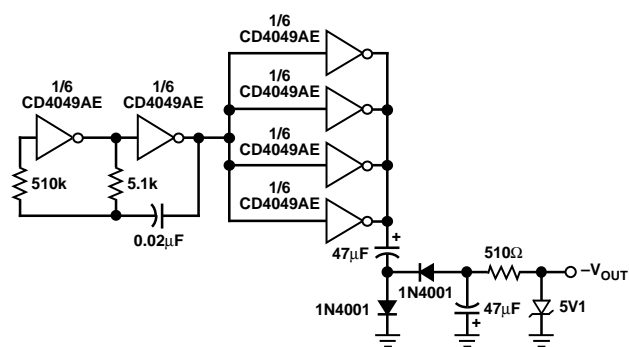 1/6
CD4049AE
1/6
CD4049AE
1/6
CD4049AE
1/6
CD4049AE
1/6
CD4049AE
1/6
CD4049AE
510k
5.1k
0.02µF
47µF
+
1N4001
1N4001
47µF
+
510Ω
–VOUT
5V1